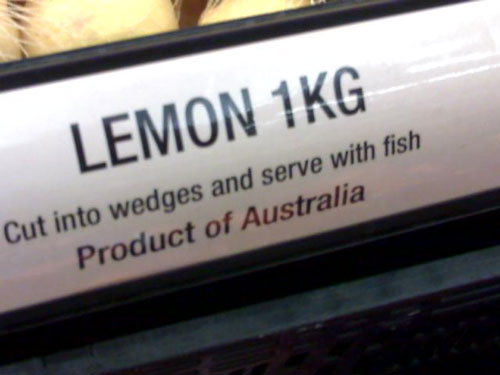 LEMON 1KG
Cut into wedges and serve with fish
Product of Australia